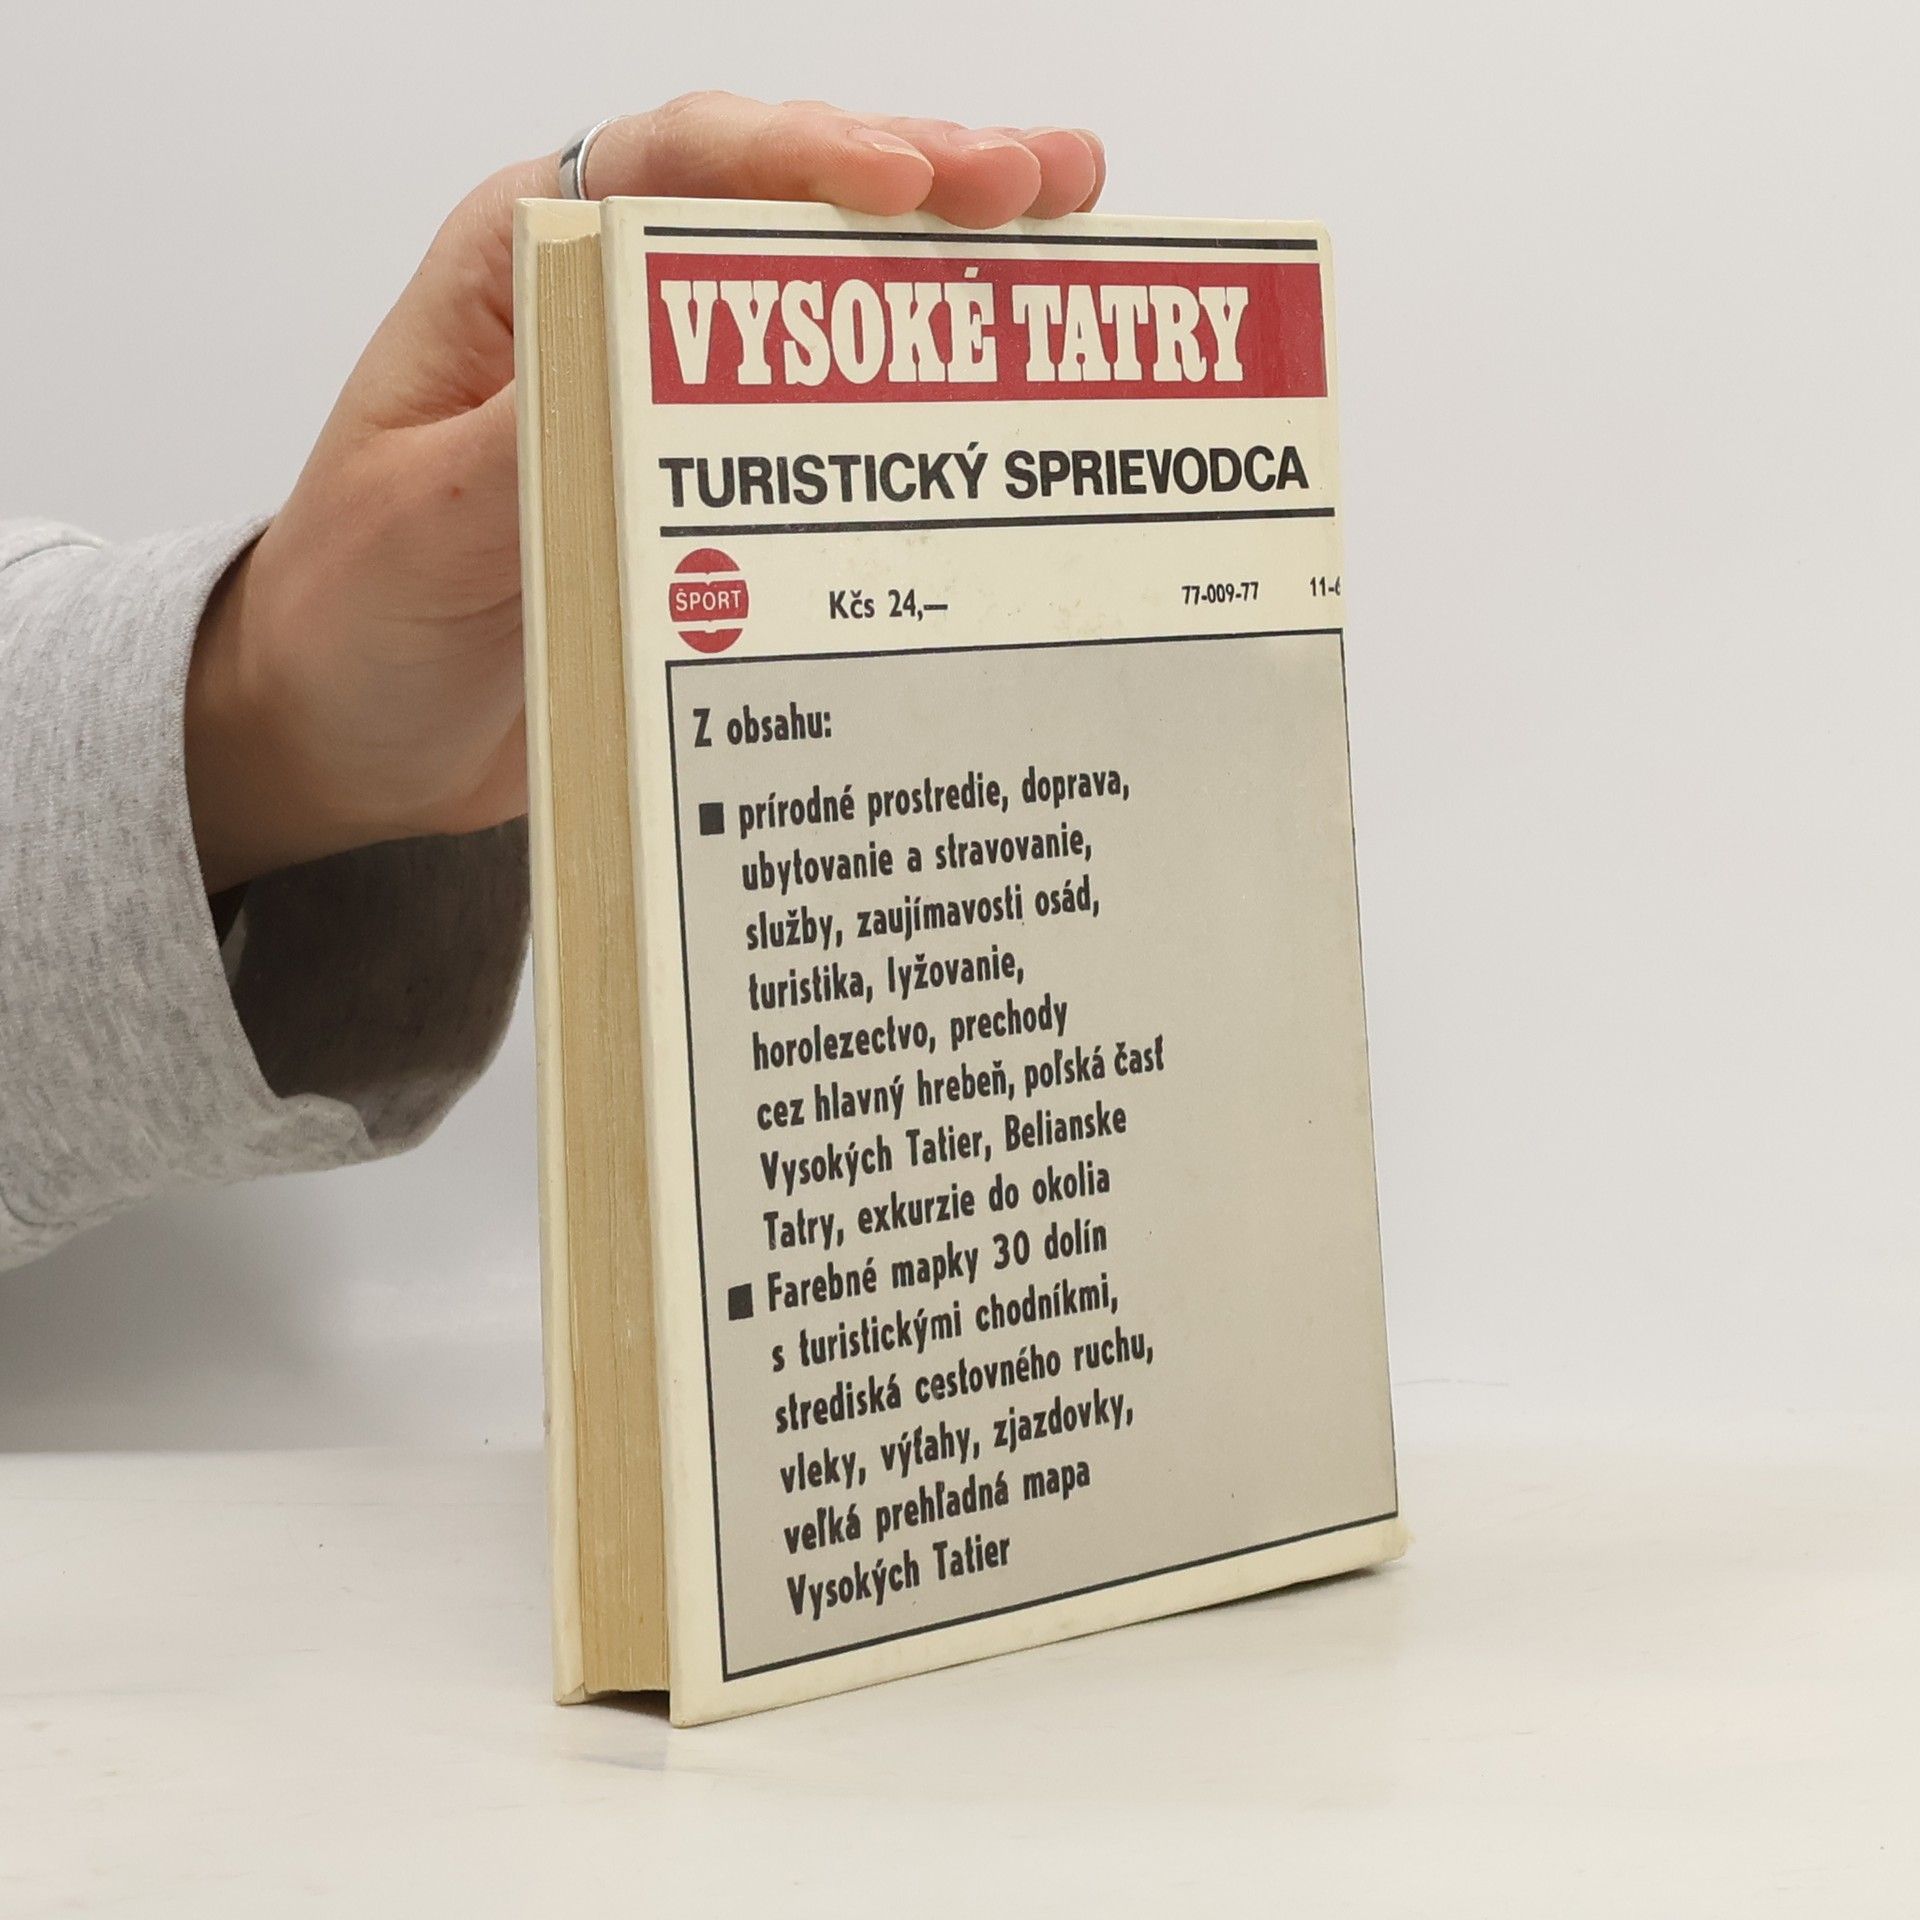 VYSOKÉ TATRY
TURISTICKÝ SPRIEVODCA
ŠPORT
Kčs 24,—
77-009-77
Z obsahu:
■ prírodné prostredie, doprava,
ubytovanie a stravovanie,
služby, zaujímavosti osád,
turistika, lyžovanie,
horolezectvo, prechody
cez hlavný hrebeň, poľská časť
Vysokých Tatier, Belianske
Tatry, exkurzie do okolia
■ Farebné mapky 30 dolín
s turistickými chodníkmi,
strediská cestovného ruchu,
vleky, výťahy, zjazdovky,
veľká prehľadná mapa
Vysokých Tatier